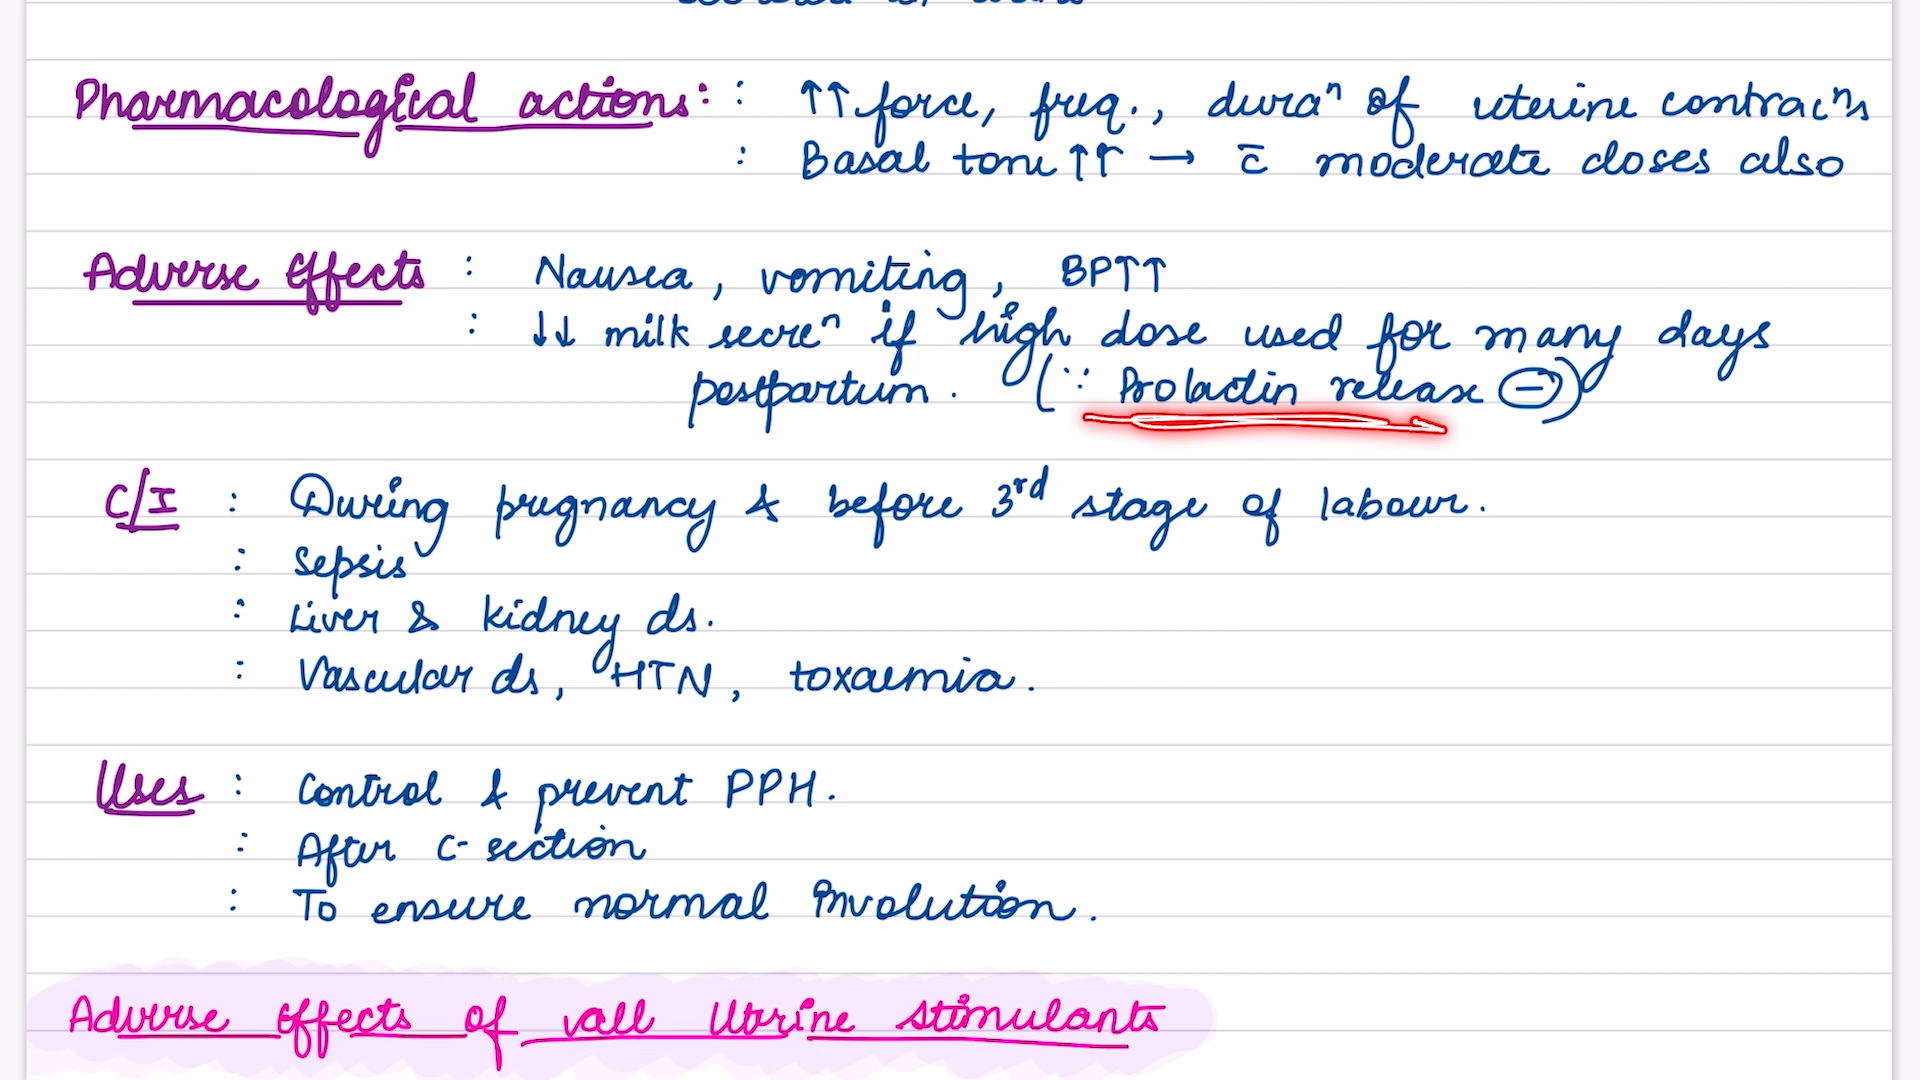 Pharmacological actions: : ↑↑ force, freq., duraⁿ of uterine contracⁿs
: Basal tone ↑↑ → c̄ moderate doses also
Adverse Effects : Nausea, vomiting, BP↑↑
: ↓↓ milk secreⁿ if high dose used for many days
postpartum. (∵ Prolactin release ⊖)
C/I : During pregnancy & before 3rd stage of labour.
: Sepsis
: Liver & kidney ds.
: Vascular ds, HTN, toxaemia.
Uses : Control & prevent PPH.
: After C-section
: To ensure normal involution.
Adverse effects of all Uterine stimulants